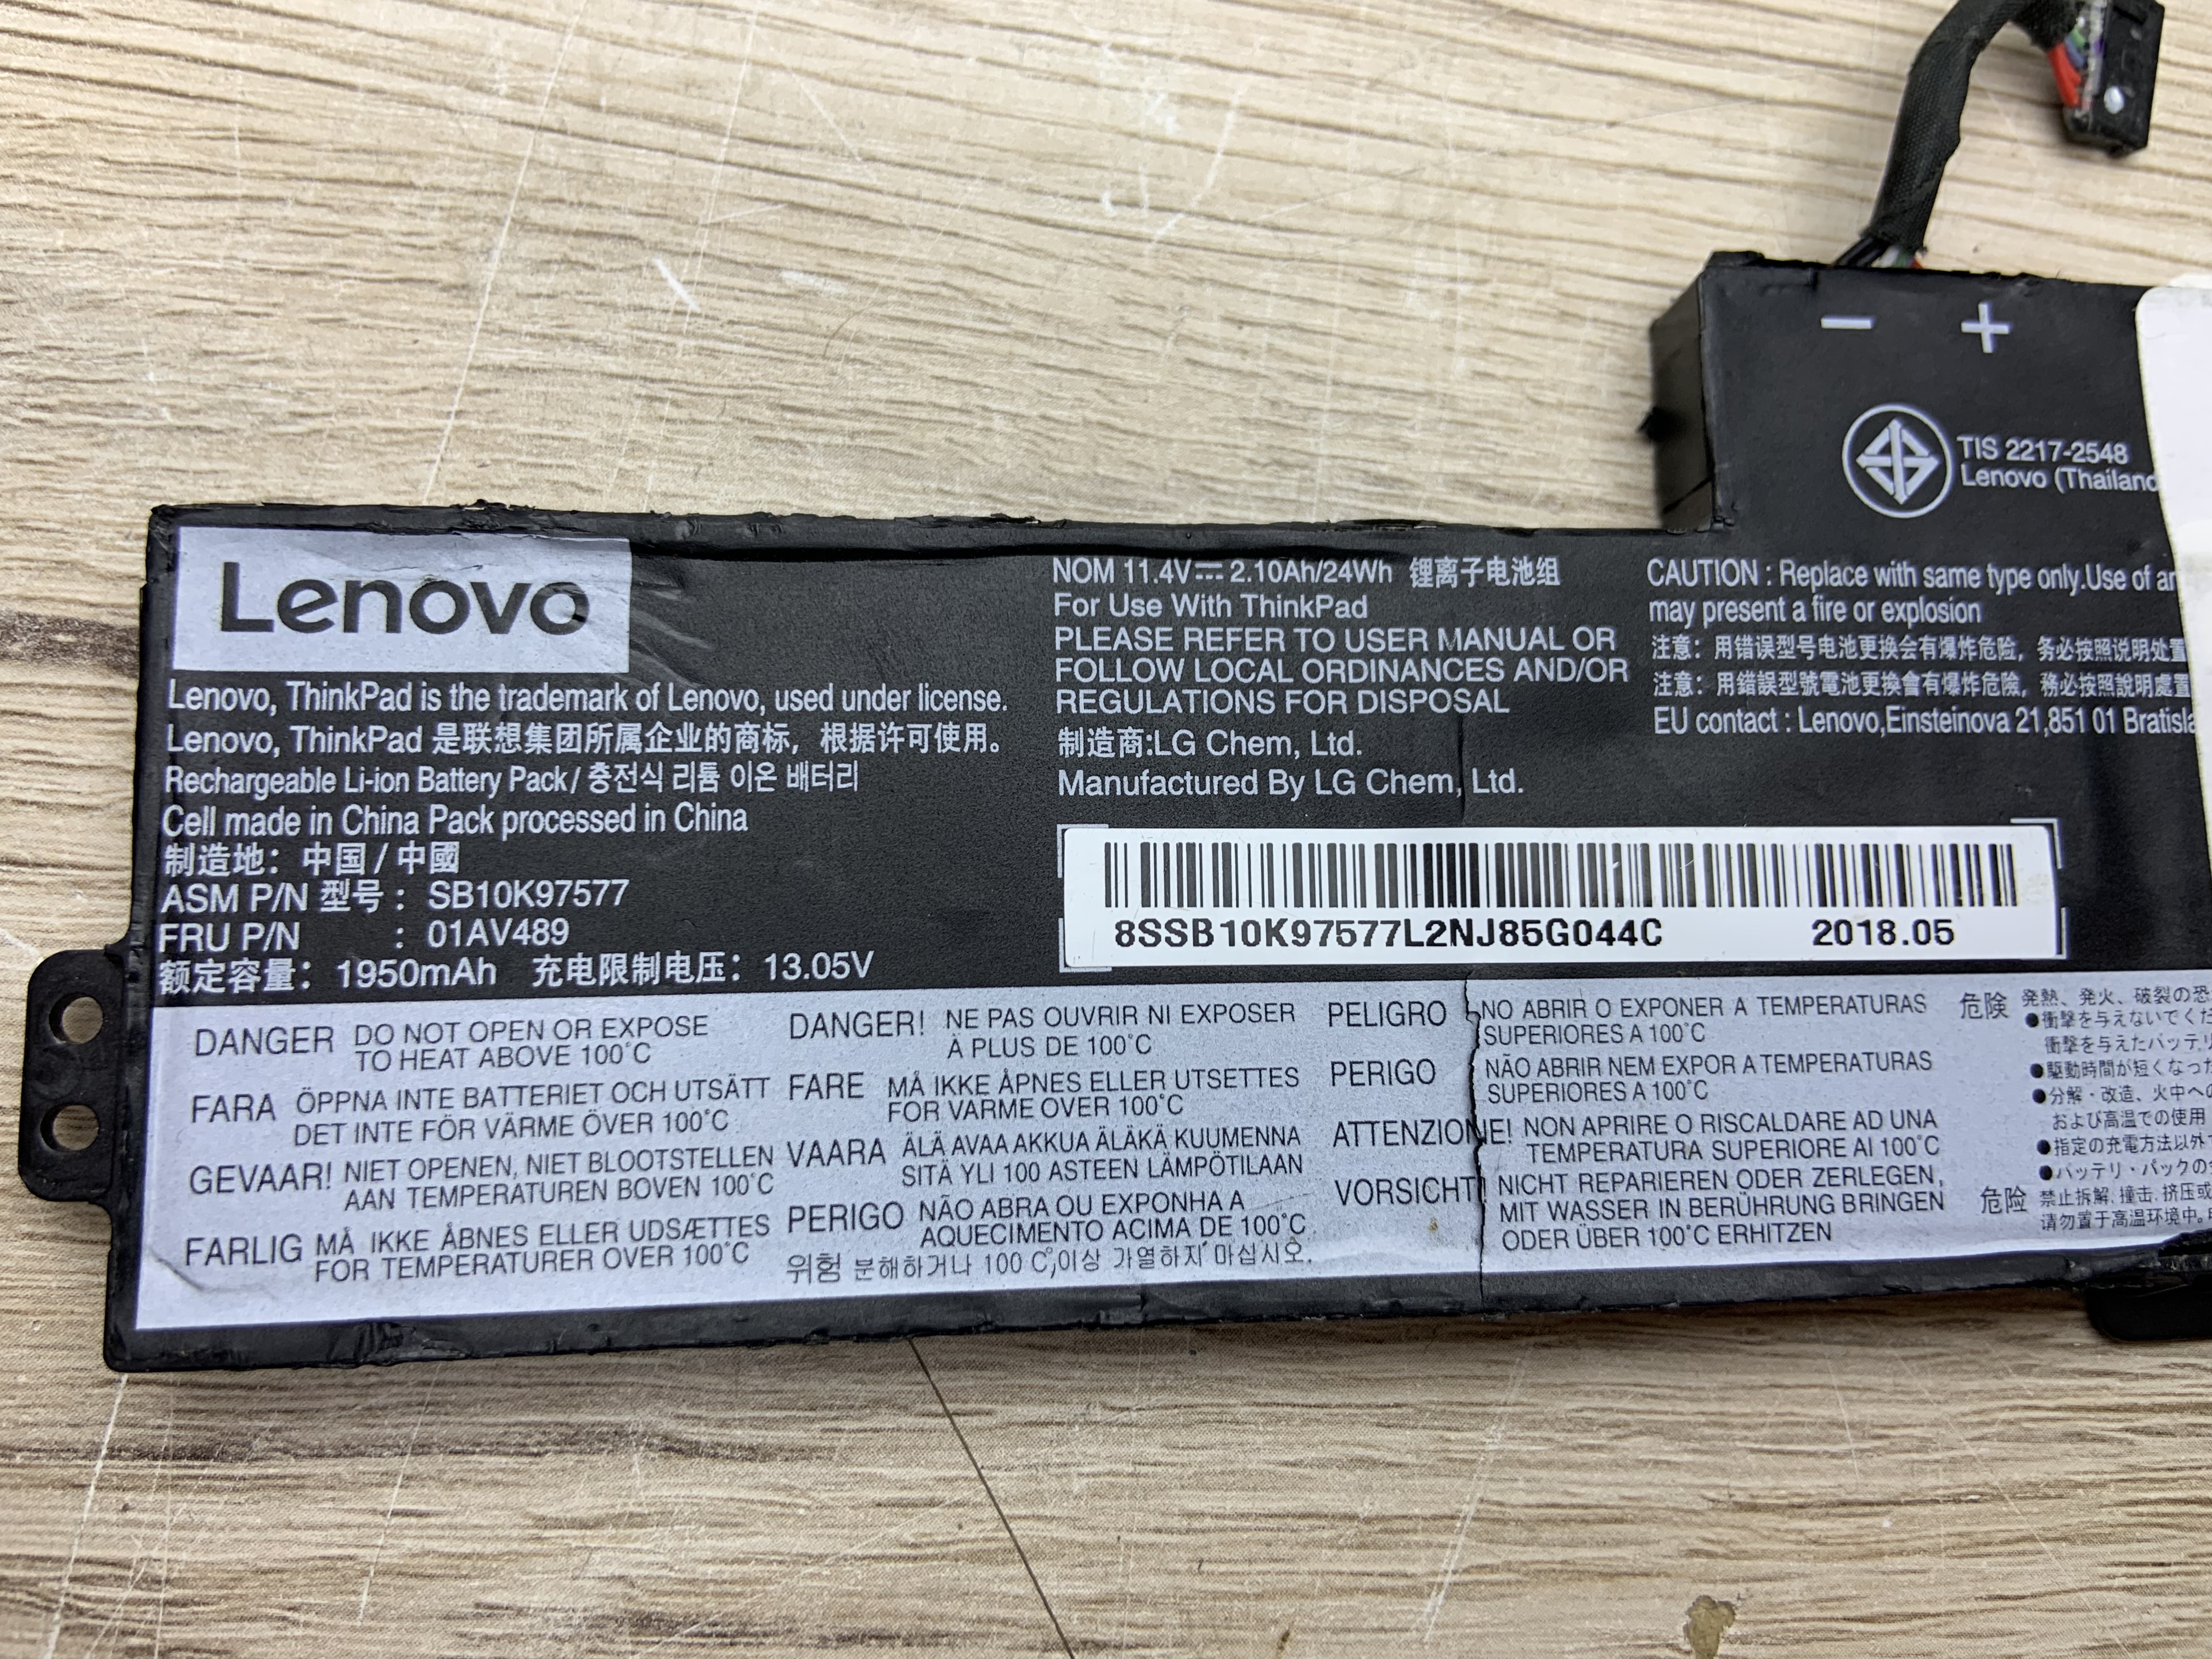 − +
TIS 2217-2548
Lenovo (Thailand
Lenovo
Lenovo, ThinkPad is the trademark of Lenovo, used under license.
Lenovo, ThinkPad 是联想集团所属企业的商标，根据许可使用。
Rechargeable Li-ion Battery Pack / 충전식 리튬 이온 배터리
Cell made in China Pack processed in China
制造地：中国 / 中國
ASM P/N 型号： SB10K97577
FRU P/N : 01AV489
额定容量：1950mAh 充电限制电压：13.05V
NOM 11.4V⎓ 2.10Ah/24Wh 锂离子电池组
For Use With ThinkPad
PLEASE REFER TO USER MANUAL OR
FOLLOW LOCAL ORDINANCES AND/OR
REGULATIONS FOR DISPOSAL
制造商:LG Chem, Ltd.
Manufactured By LG Chem, Ltd.
CAUTION : Replace with same type only.Use of
may present a fire or explosion
注意：用错误型号电池更换会有爆炸危险，务必按照说明处置
注意：用錯誤型號電池更換會有爆炸危險，務必按照說明處置
EU contact : Lenovo,Einsteinova 21,851 01 Bratisla
8SSB10K97577L2NJ85G044C 2018.05
DANGER DO NOT OPEN OR EXPOSE
TO HEAT ABOVE 100°C
FARA ÖPPNA INTE BATTERIET OCH UTSÄTT
DET INTE FÖR VÄRME ÖVER 100°C
GEVAAR! NIET OPENEN, NIET BLOOTSTELLEN
AAN TEMPERATUREN BOVEN 100°C
FARLIG MÅ IKKE ÅBNES ELLER UDSÆTTES
FOR TEMPERATURER OVER 100°C
DANGER! NE PAS OUVRIR NI EXPOSER
À PLUS DE 100°C
FARE MÅ IKKE ÅPNES ELLER UTSETTES
FOR VARME OVER 100°C
VAARA ÄLÄ AVAA AKKUA ÄLÄKÄ KUUMENNA
SITÄ YLI 100 ASTEEN LÄMPÖTILAAN
PERIGO NÃO ABRA OU EXPONHA A
AQUECIMENTO ACIMA DE 100°C
위험 분해하거나 100 °C,이상 가열하지 마십시오.
PELIGRO NO ABRIR O EXPONER A TEMPERATURAS
SUPERIORES A 100°C
PERIGO NÃO ABRIR NEM EXPOR A TEMPERATURAS
SUPERIORES A 100°C
ATTENZIONE! NON APRIRE O RISCALDARE AD UNA
TEMPERATURA SUPERIORE AI 100°C
VORSICHT! NICHT REPARIEREN ODER ZERLEGEN,
MIT WASSER IN BERÜHRUNG BRINGEN
ODER ÜBER 100°C ERHITZEN
危険 発熱、発火、破裂の恐
●衝撃を与えないでくだ
衝撃を与えたバッテリ
●駆動時間が短くなった
●分解・改造、火中への
および高温での使用
●指定の充電方法以外
●バッテリ・パックの
危险 禁止拆解, 撞击, 挤压或
请勿置于高温环境中。